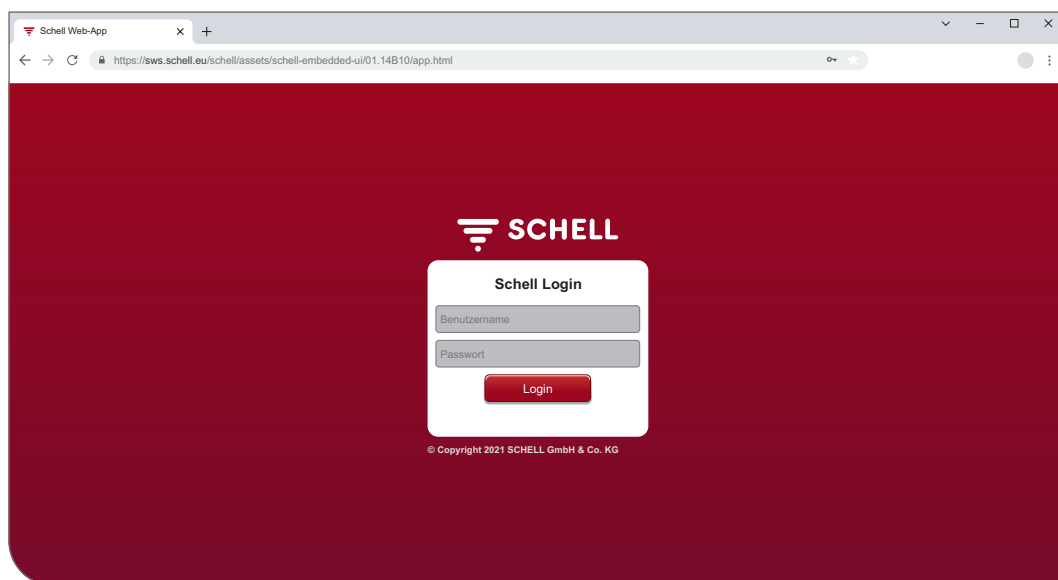 Schell Web-App
https://sws.schell.eu/schell/assets/schell-embedded-ui/01.14B10/app.html
SCHELL
Schell Login
Benutzername
Passwort
Login
© Copyright 2021 SCHELL GmbH & Co. KG